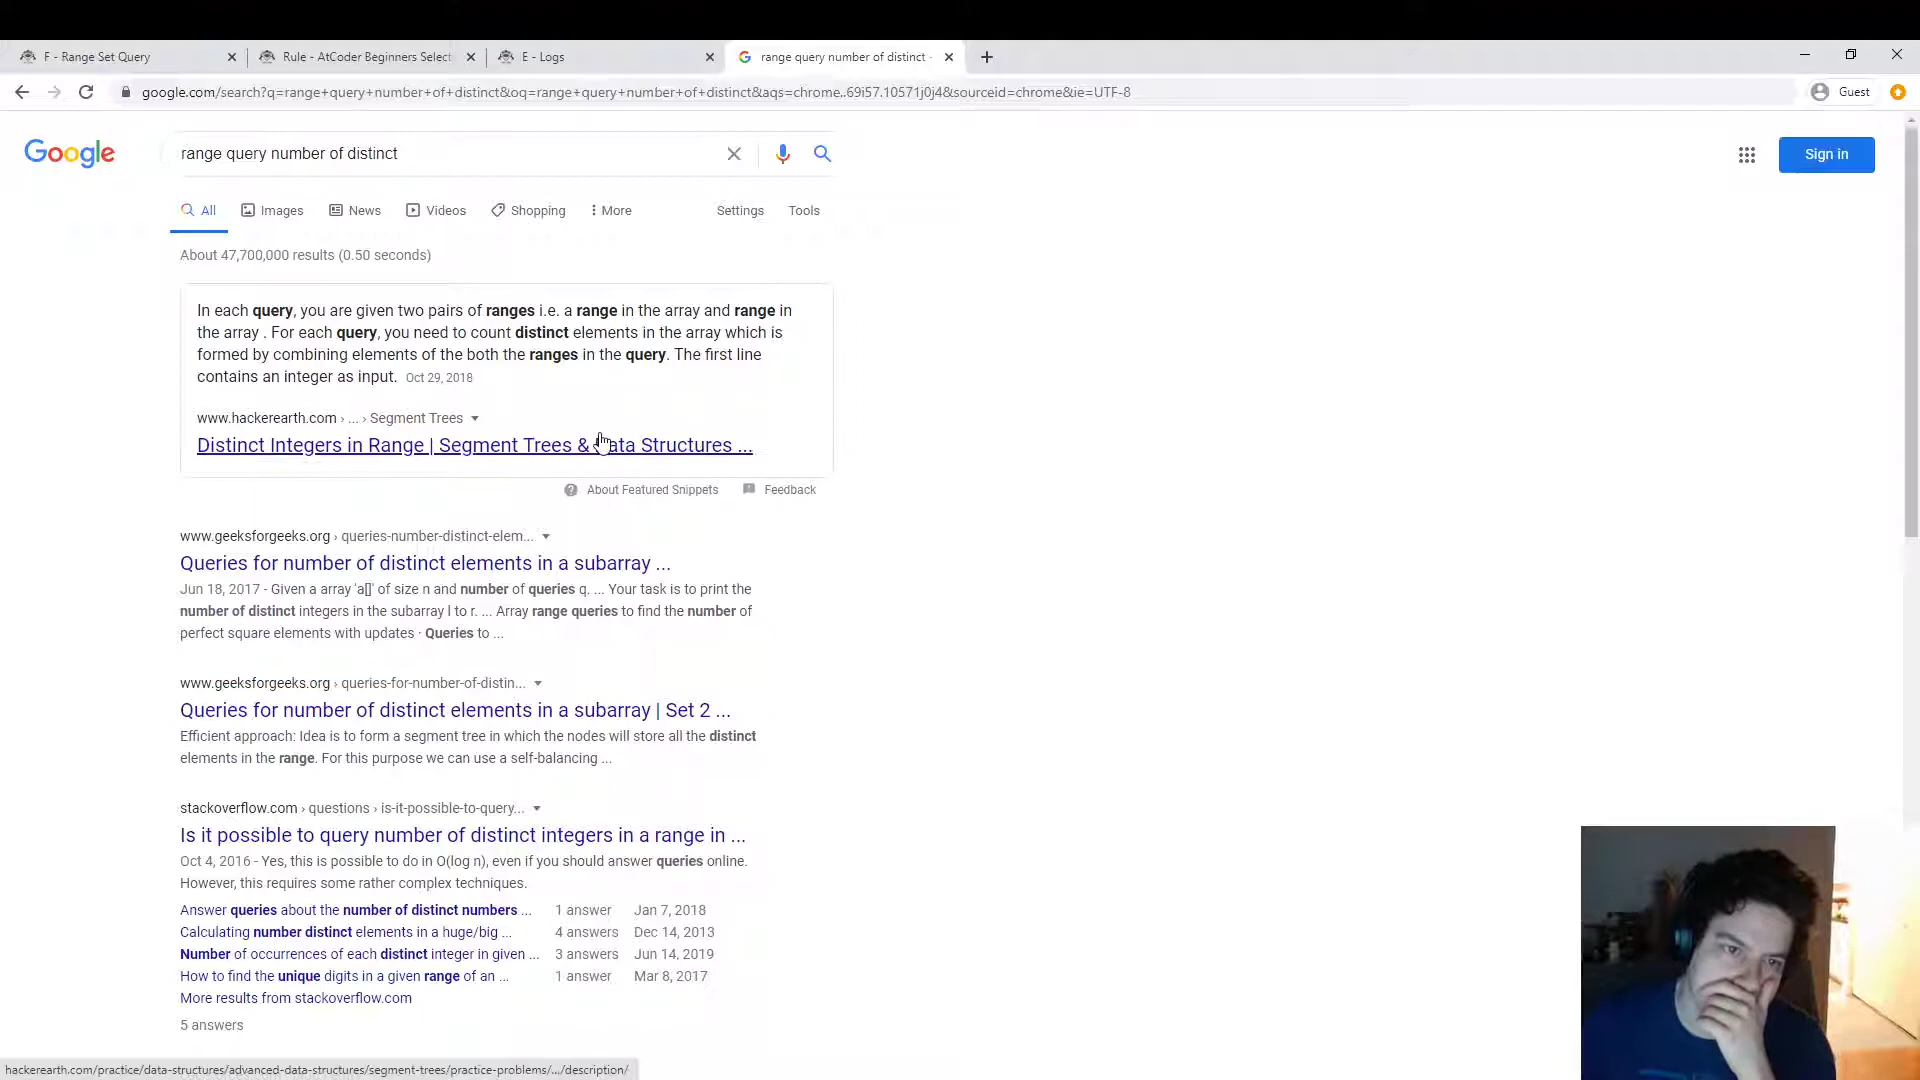 F - Range Set Query
Rule - AtCoder Beginners Select
E - Logs
range query number of distinct -
google.com/search?q=range+query+number+of+distinct&oq=range+query+number+of+distinct&aqs=chrome..69i57.10571j0j4&sourceid=chrome&ie=UTF-8
Guest
Google
range query number of distinct
Sign in
All
Images
News
Videos
Shopping
More
Settings
Tools
About 47,700,000 results (0.50 seconds)
In each query, you are given two pairs of ranges i.e. a range in the array and range in
the array . For each query, you need to count distinct elements in the array which is
formed by combining elements of the both the ranges in the query. The first line
contains an integer as input. Oct 29, 2018
www.hackerearth.com › ... › Segment Trees
Distinct Integers in Range | Segment Trees & Data Structures ...
About Featured Snippets
Feedback
www.geeksforgeeks.org › queries-number-distinct-elem...
Queries for number of distinct elements in a subarray ...
Jun 18, 2017 - Given a array 'a[]' of size n and number of queries q. ... Your task is to print the
number of distinct integers in the subarray l to r. ... Array range queries to find the number of
perfect square elements with updates · Queries to ...
www.geeksforgeeks.org › queries-for-number-of-distin...
Queries for number of distinct elements in a subarray | Set 2 ...
Efficient approach: Idea is to form a segment tree in which the nodes will store all the distinct
elements in the range. For this purpose we can use a self-balancing ...
stackoverflow.com › questions › is-it-possible-to-query...
Is it possible to query number of distinct integers in a range in ...
Oct 4, 2016 - Yes, this is possible to do in O(log n), even if you should answer queries online.
However, this requires some rather complex techniques.
Answer queries about the number of distinct numbers ... 1 answer Jan 7, 2018
Calculating number distinct elements in a huge/big ... 4 answers Dec 14, 2013
Number of occurrences of each distinct integer in given ... 3 answers Jun 14, 2019
How to find the unique digits in a given range of an ... 1 answer Mar 8, 2017
More results from stackoverflow.com
5 answers
hackerearth.com/practice/data-structures/advanced-data-structures/segment-trees/practice-problems/.../description/